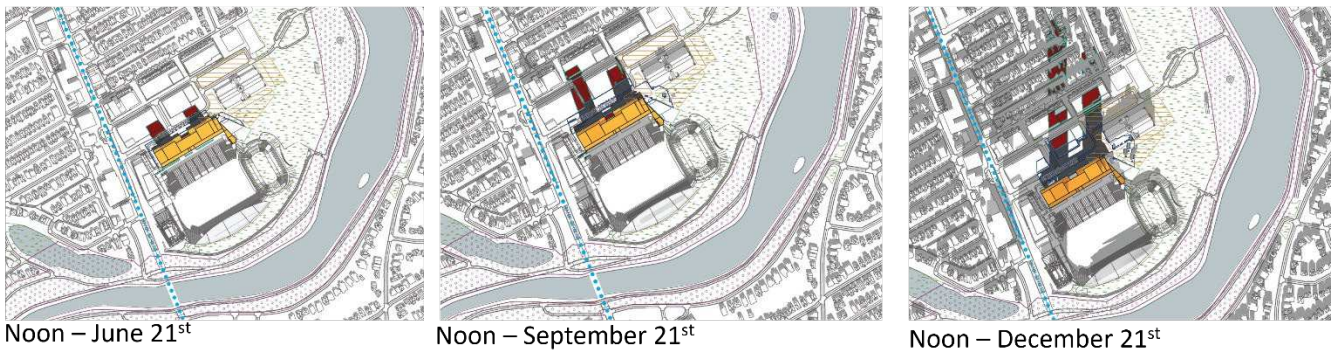 Noon – June 21st
Noon – September 21st
Noon – December 21st